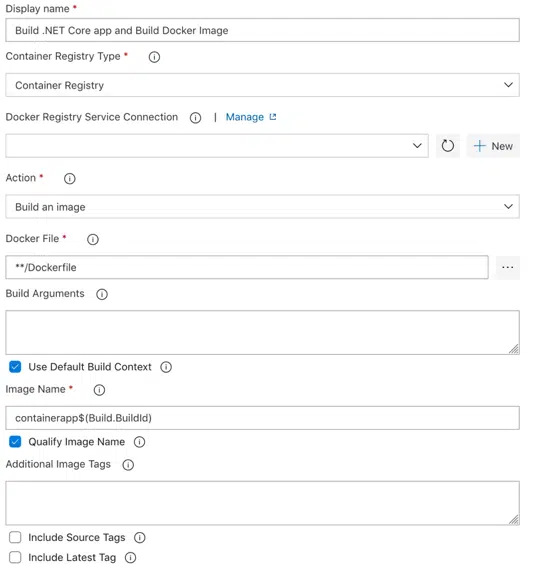 Display name *
Build .NET Core app and Build Docker Image
Container Registry Type *
Container Registry
Docker Registry Service Connection | Manage
New
Action *
Build an image
Docker File *
**/Dockerfile
...
Build Arguments
Use Default Build Context
Image Name *
containerapp$(Build.BuildId)
Qualify Image Name
Additional Image Tags
Include Source Tags
Include Latest Tag